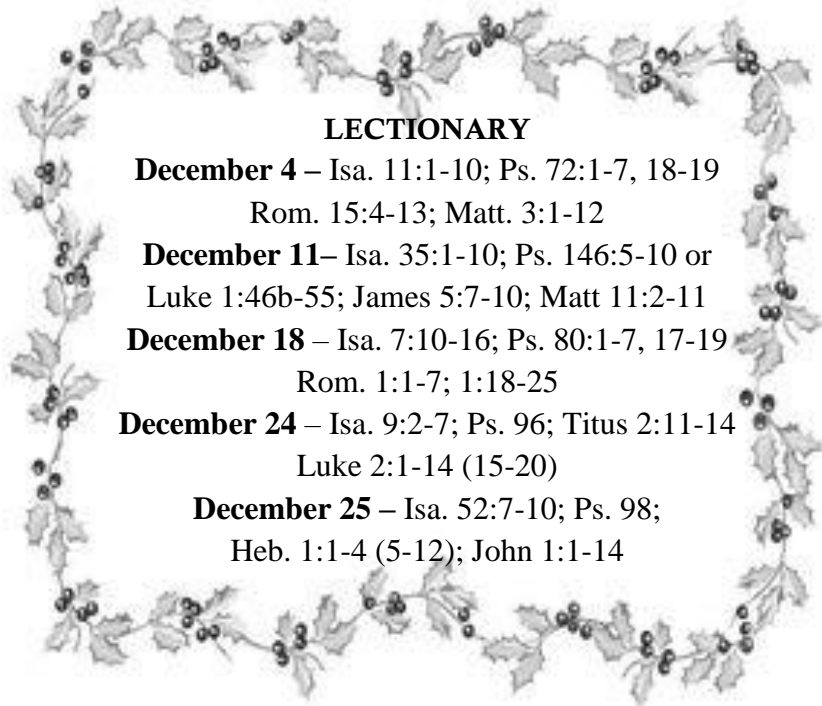 LECTIONARY
December 4 – Isa. 11:1-10; Ps. 72:1-7, 18-19
Rom. 15:4-13; Matt. 3:1-12
December 11– Isa. 35:1-10; Ps. 146:5-10 or
Luke 1:46b-55; James 5:7-10; Matt 11:2-11
December 18 – Isa. 7:10-16; Ps. 80:1-7, 17-19
Rom. 1:1-7; 1:18-25
December 24 – Isa. 9:2-7; Ps. 96; Titus 2:11-14
Luke 2:1-14 (15-20)
December 25 – Isa. 52:7-10; Ps. 98;
Heb. 1:1-4 (5-12); John 1:1-14